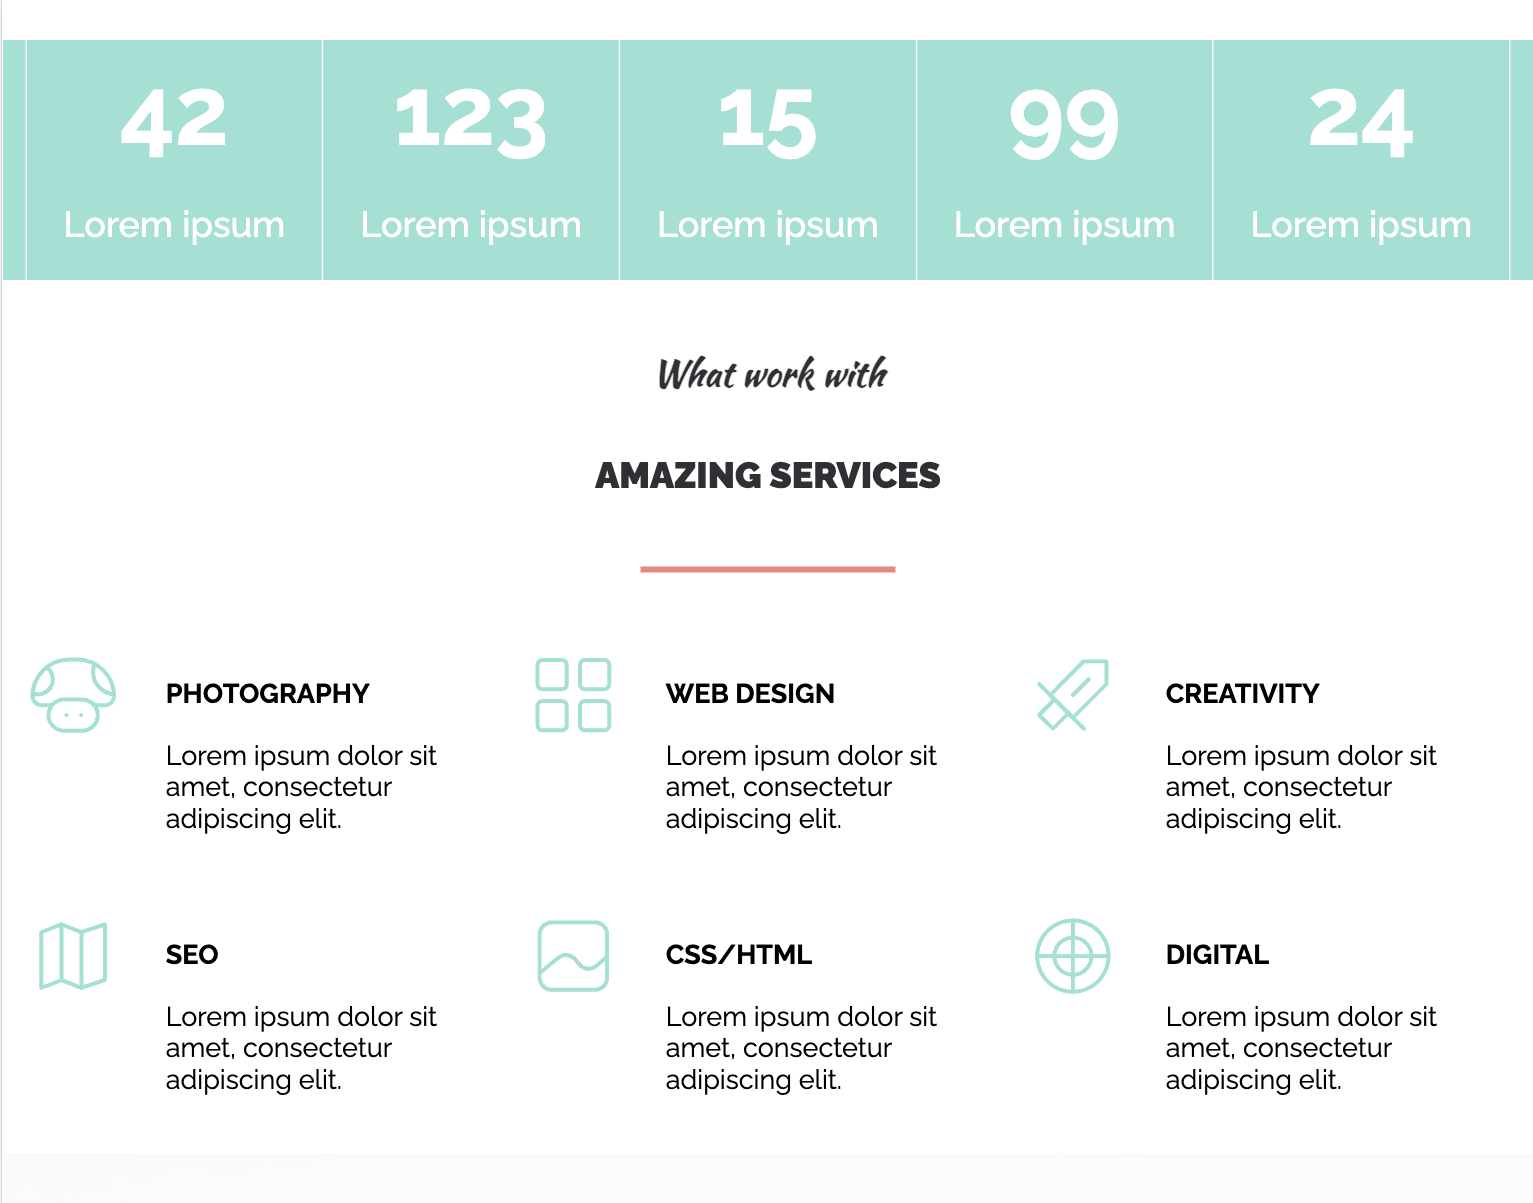 42
123
15
99
24
Lorem ipsum
Lorem ipsum
Lorem ipsum
Lorem ipsum
Lorem ipsum
What work with
AMAZING SERVICES
PHOTOGRAPHY
Lorem ipsum dolor sit
amet, consectetur
adipiscing elit.
WEB DESIGN
Lorem ipsum dolor sit
amet, consectetur
adipiscing elit.
CREATIVITY
Lorem ipsum dolor sit
amet, consectetur
adipiscing elit.
SEO
Lorem ipsum dolor sit
amet, consectetur
adipiscing elit.
CSS/HTML
Lorem ipsum dolor sit
amet, consectetur
adipiscing elit.
DIGITAL
Lorem ipsum dolor sit
amet, consectetur
adipiscing elit.